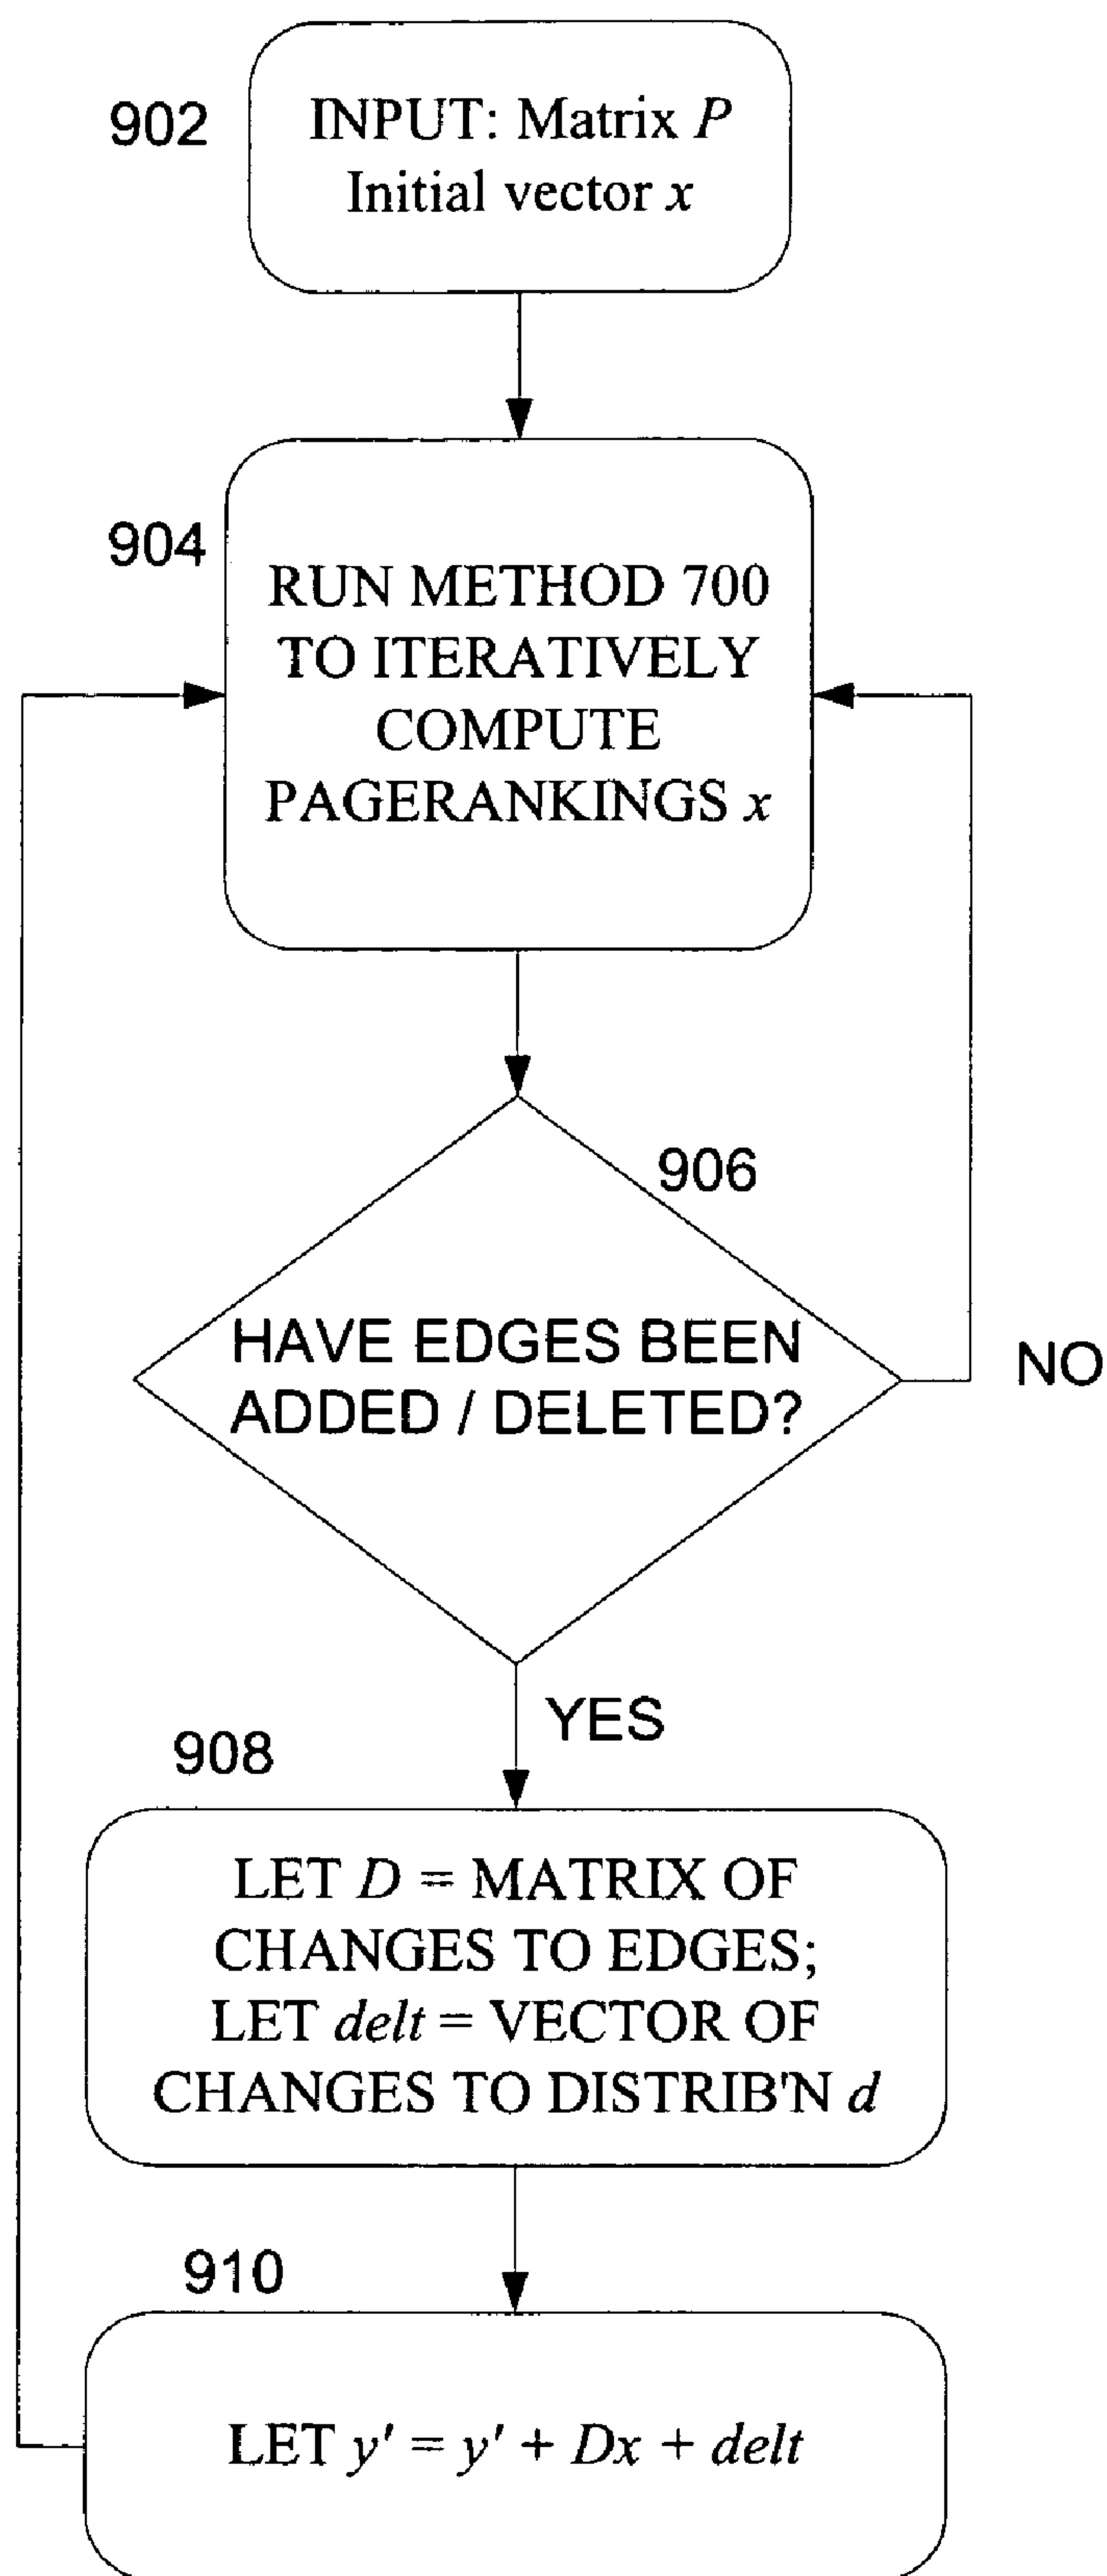 902
INPUT: Matrix P
Initial vector x
904
RUN METHOD 700
TO ITERATIVELY
COMPUTE
PAGERANKINGS x
906
HAVE EDGES BEEN
ADDED / DELETED?
NO
YES
908
LET D = MATRIX OF
CHANGES TO EDGES;
LET delt = VECTOR OF
CHANGES TO DISTRIB'N d
910
LET y' = y' + Dx + delt